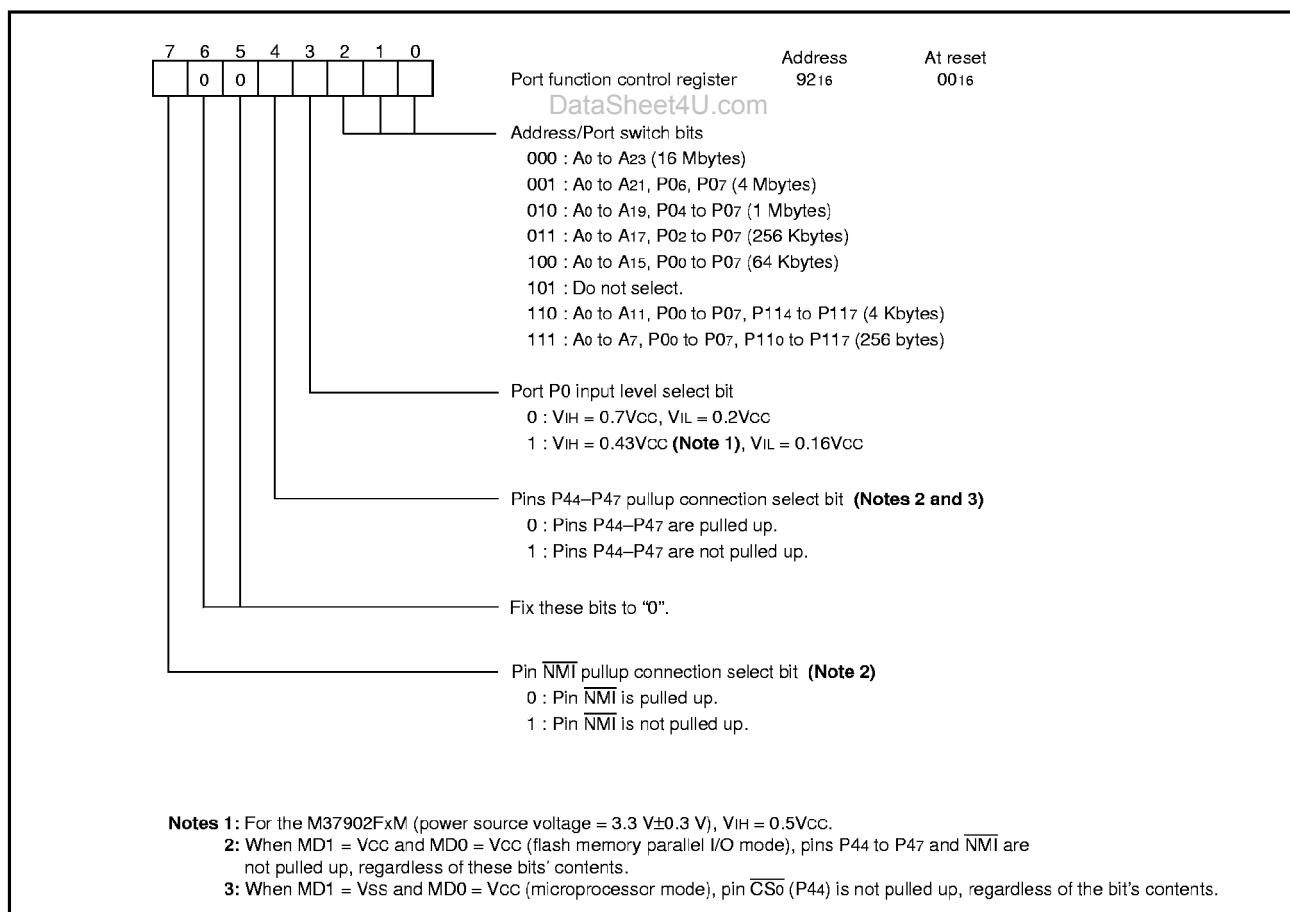 7 6 5 4 3 2 1 0
0 0
Address At reset
Port function control register 9216 0016
DataSheet4U.com
Address/Port switch bits
000 : A0 to A23 (16 Mbytes)
001 : A0 to A21, P06, P07 (4 Mbytes)
010 : A0 to A19, P04 to P07 (1 Mbytes)
011 : A0 to A17, P02 to P07 (256 Kbytes)
100 : A0 to A15, P00 to P07 (64 Kbytes)
101 : Do not select.
110 : A0 to A11, P00 to P07, P114 to P117 (4 Kbytes)
111 : A0 to A7, P00 to P07, P110 to P117 (256 bytes)
Port P0 input level select bit
0 : VIH = 0.7VCC, VIL = 0.2VCC
1 : VIH = 0.43VCC (Note 1), VIL = 0.16VCC
Pins P44–P47 pullup connection select bit (Notes 2 and 3)
0 : Pins P44–P47 are pulled up.
1 : Pins P44–P47 are not pulled up.
Fix these bits to “0”.
Pin NMI pullup connection select bit (Note 2)
0 : Pin NMI is pulled up.
1 : Pin NMI is not pulled up.
Notes 1: For the M37902FxM (power source voltage = 3.3 V±0.3 V), VIH = 0.5VCC.
2: When MD1 = VCC and MD0 = VCC (flash memory parallel I/O mode), pins P44 to P47 and NMI are
not pulled up, regardless of these bits’ contents.
3: When MD1 = VSS and MD0 = VCC (microprocessor mode), pin CS0 (P44) is not pulled up, regardless of the bit’s contents.